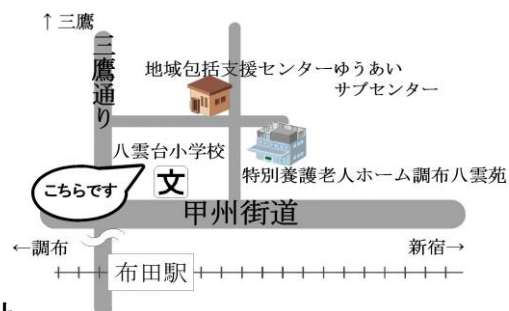 ↑三鷹
三鷹通り
地域包括支援センターゆうあい
サブセンター
八雲台小学校
こちらです
文
特別養護老人ホーム調布八雲苑
甲州街道
←調布
新宿→
布田駅